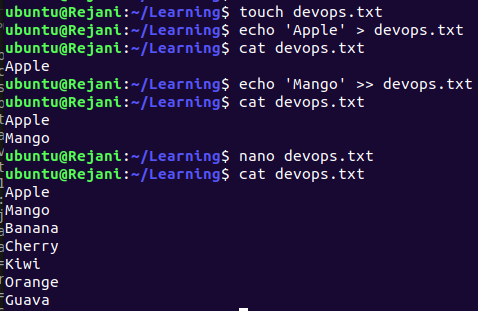 ubuntu@Rejani:~/Learning$ touch devops.txt
ubuntu@Rejani:~/Learning$ echo 'Apple' > devops.txt
ubuntu@Rejani:~/Learning$ cat devops.txt
Apple
ubuntu@Rejani:~/Learning$ echo 'Mango' >> devops.txt
ubuntu@Rejani:~/Learning$ cat devops.txt
Apple
Mango
ubuntu@Rejani:~/Learning$ nano devops.txt
ubuntu@Rejani:~/Learning$ cat devops.txt
Apple
Mango
Banana
Cherry
Kiwi
Orange
Guava